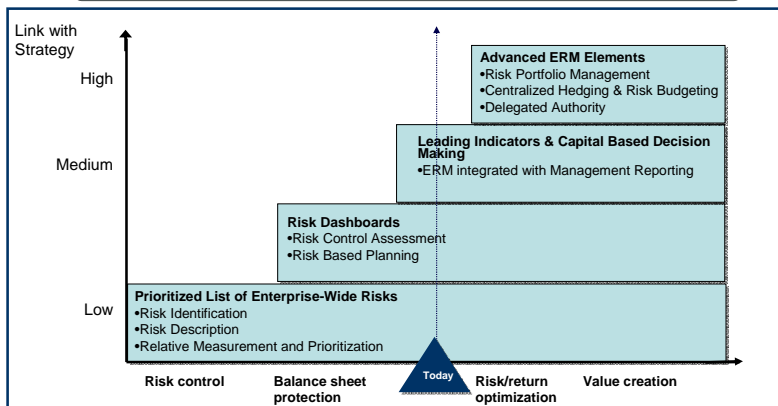 Link with
Strategy
High
Medium
Low
Advanced ERM Elements
•Risk Portfolio Management
•Centralized Hedging & Risk Budgeting
•Delegated Authority
Leading Indicators & Capital Based Decision
Making
•ERM integrated with Management Reporting
Risk Dashboards
•Risk Control Assessment
•Risk Based Planning
Prioritized List of Enterprise-Wide Risks
•Risk Identification
•Risk Description
•Relative Measurement and Prioritization
Today
Risk control
Balance sheet
protection
Risk/return
optimization
Value creation